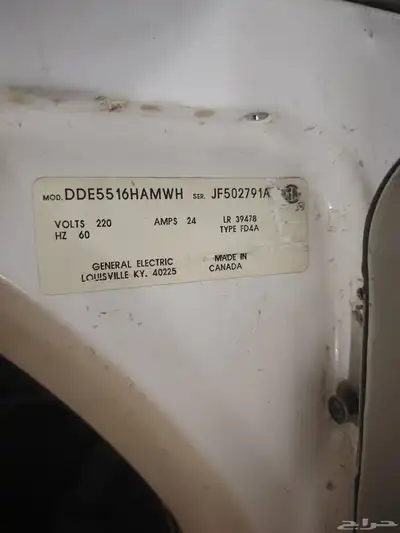 MOD. DDE5516HAMWH SER. JF502791A
VOLTS 220 AMPS 24 LR 39478
HZ 60 TYPE FD4A
GENERAL ELECTRIC MADE IN
LOUISVILLE KY. 40225 CANADA
حراج